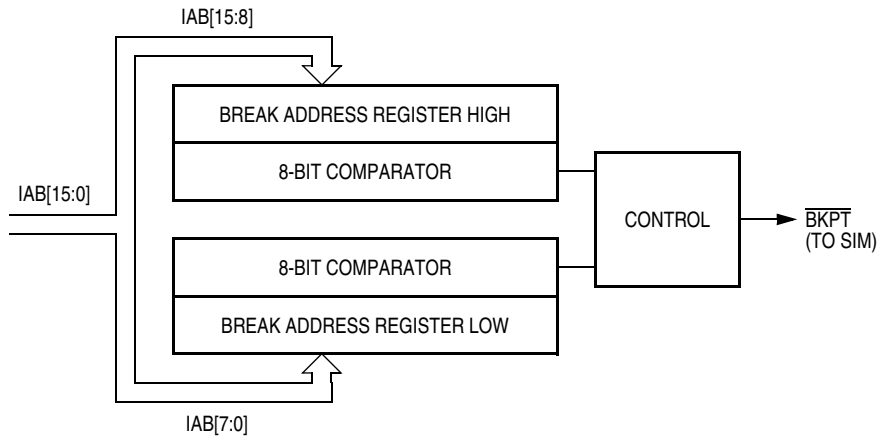 IAB[15:8]
BREAK ADDRESS REGISTER HIGH
8-BIT COMPARATOR
IAB[15:0]
CONTROL
BKPT
(TO SIM)
8-BIT COMPARATOR
BREAK ADDRESS REGISTER LOW
IAB[7:0]